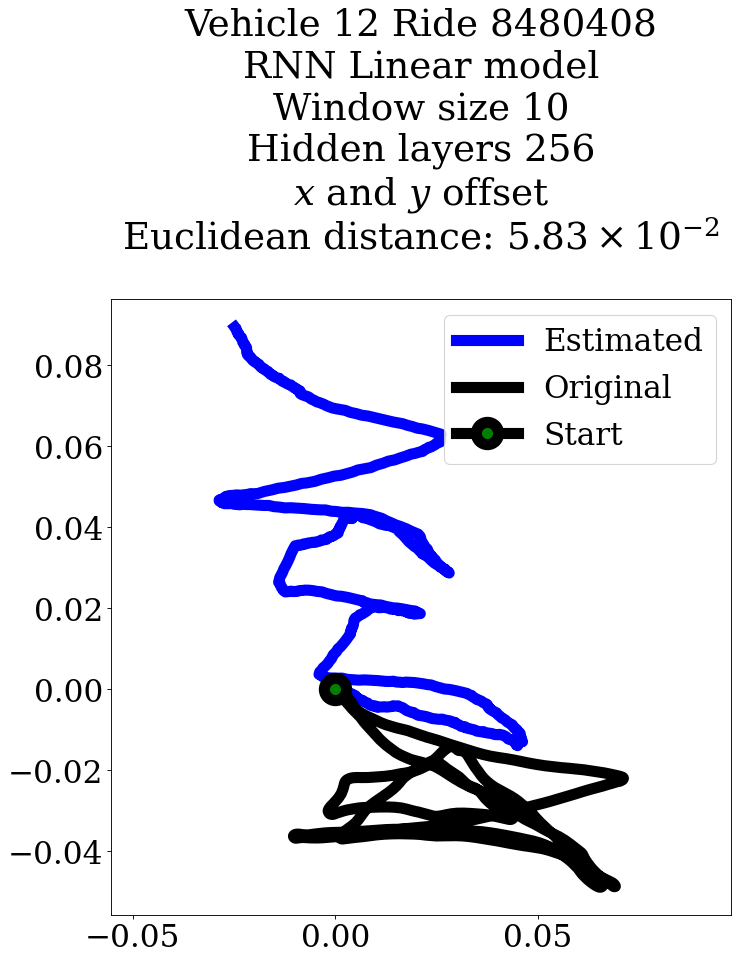 Vehicle 12 Ride 8480408
RNN Linear model
Window size 10
Hidden layers 256
x and y offset
Euclidean distance: 5.83 × 10⁻²
Estimated
Original
Start
0.08
0.06
0.04
0.02
0.00
−0.02
−0.04
−0.05 0.00 0.05